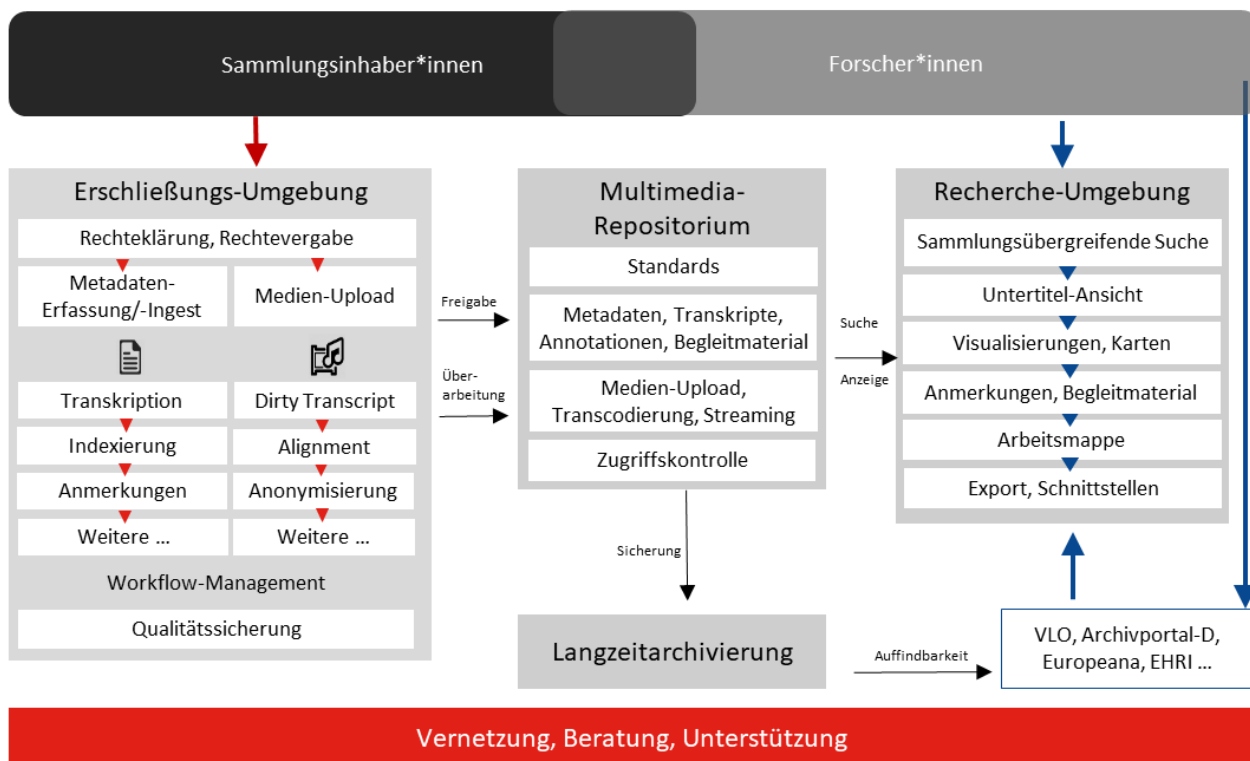 Sammlungsinhaber*innen
Forscher*innen
Erschließungs-Umgebung
Rechteklärung, Rechtevergabe
Metadaten-
Erfassung/-Ingest
Medien-Upload
Transkription
Dirty Transcript
Indexierung
Alignment
Anmerkungen
Anonymisierung
Weitere ...
Weitere ...
Workflow-Management
Qualitätssicherung
Freigabe
Über-
arbeitung
Multimedia-
Repositorium
Standards
Metadaten, Transkripte,
Annotationen, Begleitmaterial
Medien-Upload,
Transcodierung, Streaming
Zugriffskontrolle
Suche
Anzeige
Recherche-Umgebung
Sammlungsübergreifende Suche
Untertitel-Ansicht
Visualisierungen, Karten
Anmerkungen, Begleitmaterial
Arbeitsmappe
Export, Schnittstellen
Sicherung
Langzeitarchivierung
Auffindbarkeit
VLO, Archivportal-D,
Europeana, EHRI ...
Vernetzung, Beratung, Unterstützung